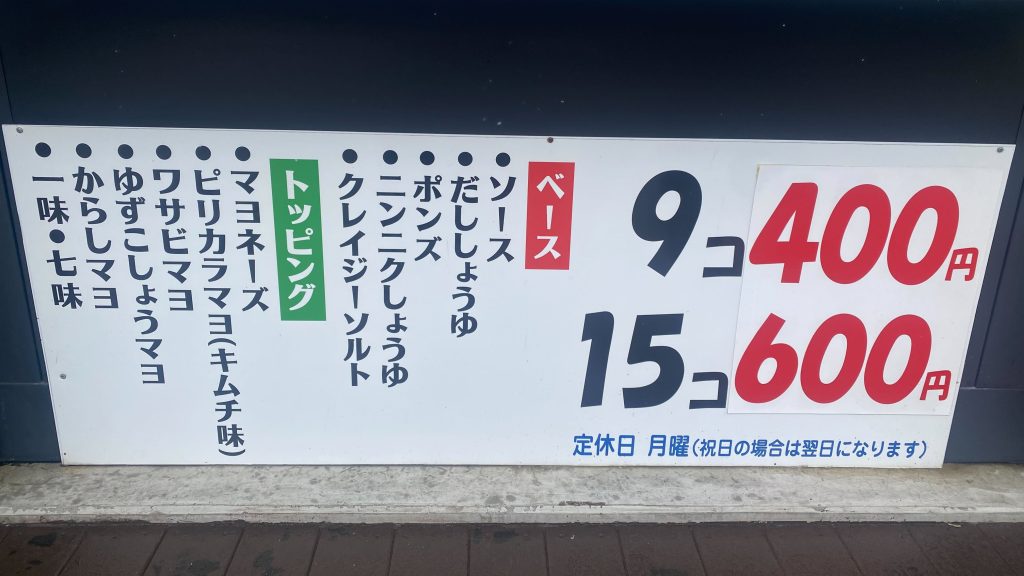 9コ400円
15コ600円
定休日 月曜(祝日の場合は翌日になります)
ベース
●ソース
●だししょうゆ
●ポンズ
●ニンニクしょうゆ
●クレイジーソルト
トッピング
●マヨネーズ
●ピリカラマヨ(キムチ味)
●ワサビマヨ
●ゆずこしょうマヨ
●からしマヨ
●一味・七味